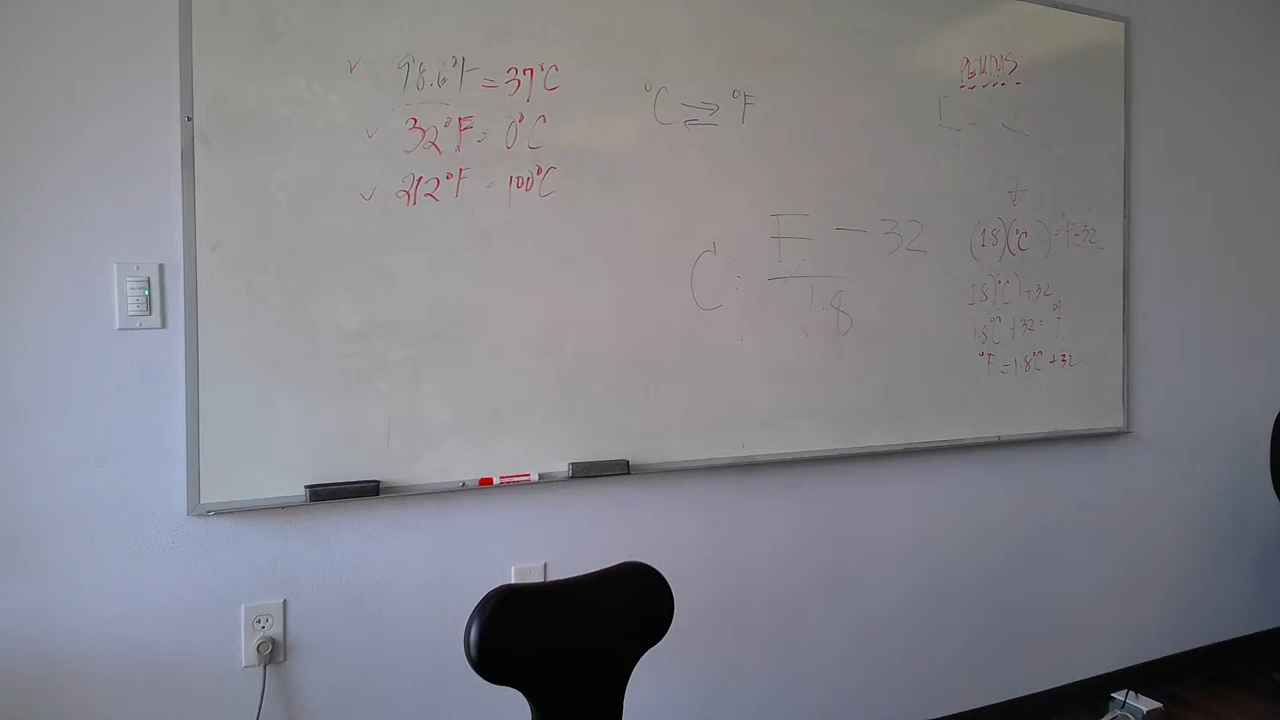 ✓ 98.6°F = 37°C
✓ 32°F = 0°C
✓ 212°F = 100°C
°C ⇄ °F
C = F - 32 / 1.8
PEMDAS
(1.8)(°C) = °F - 32
1.8(°C) + 32
1.8°C + 32 = °F
°F = 1.8°C + 32